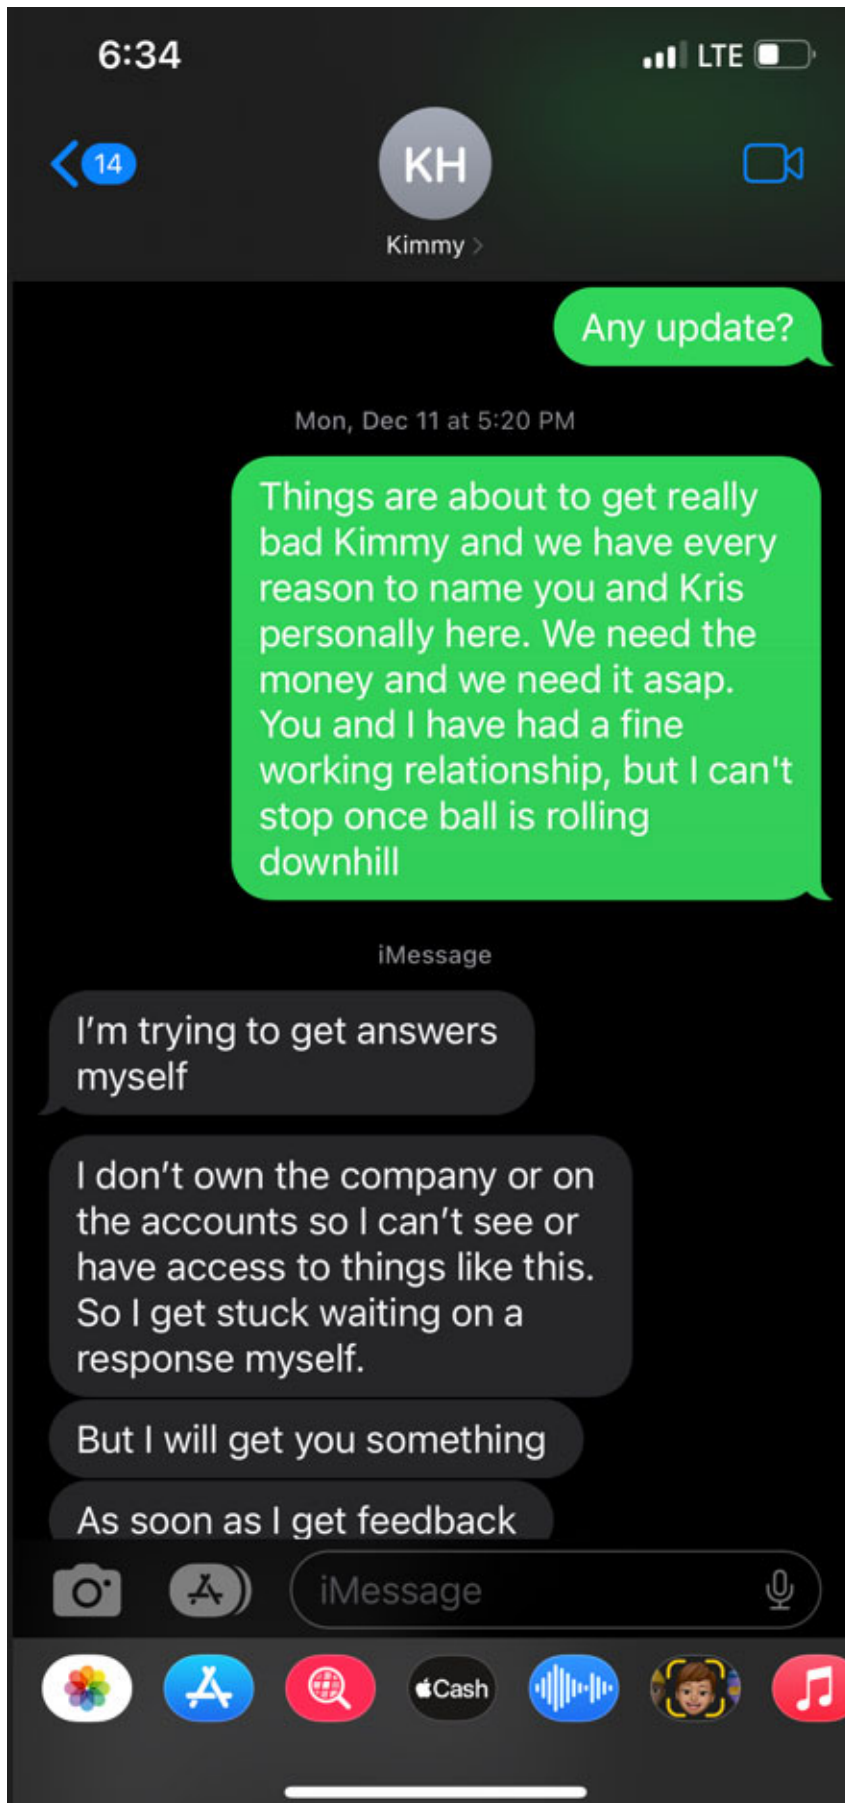 6:34
LTE
14
KH
Kimmy
Any update?
Mon, Dec 11 at 5:20 PM
Things are about to get really
bad Kimmy and we have every
reason to name you and Kris
personally here. We need the
money and we need it asap.
You and I have had a fine
working relationship, but I can't
stop once ball is rolling
downhill
iMessage
I’m trying to get answers
myself
I don’t own the company or on
the accounts so I can’t see or
have access to things like this.
So I get stuck waiting on a
response myself.
But I will get you something
As soon as I get feedback
iMessage
Cash